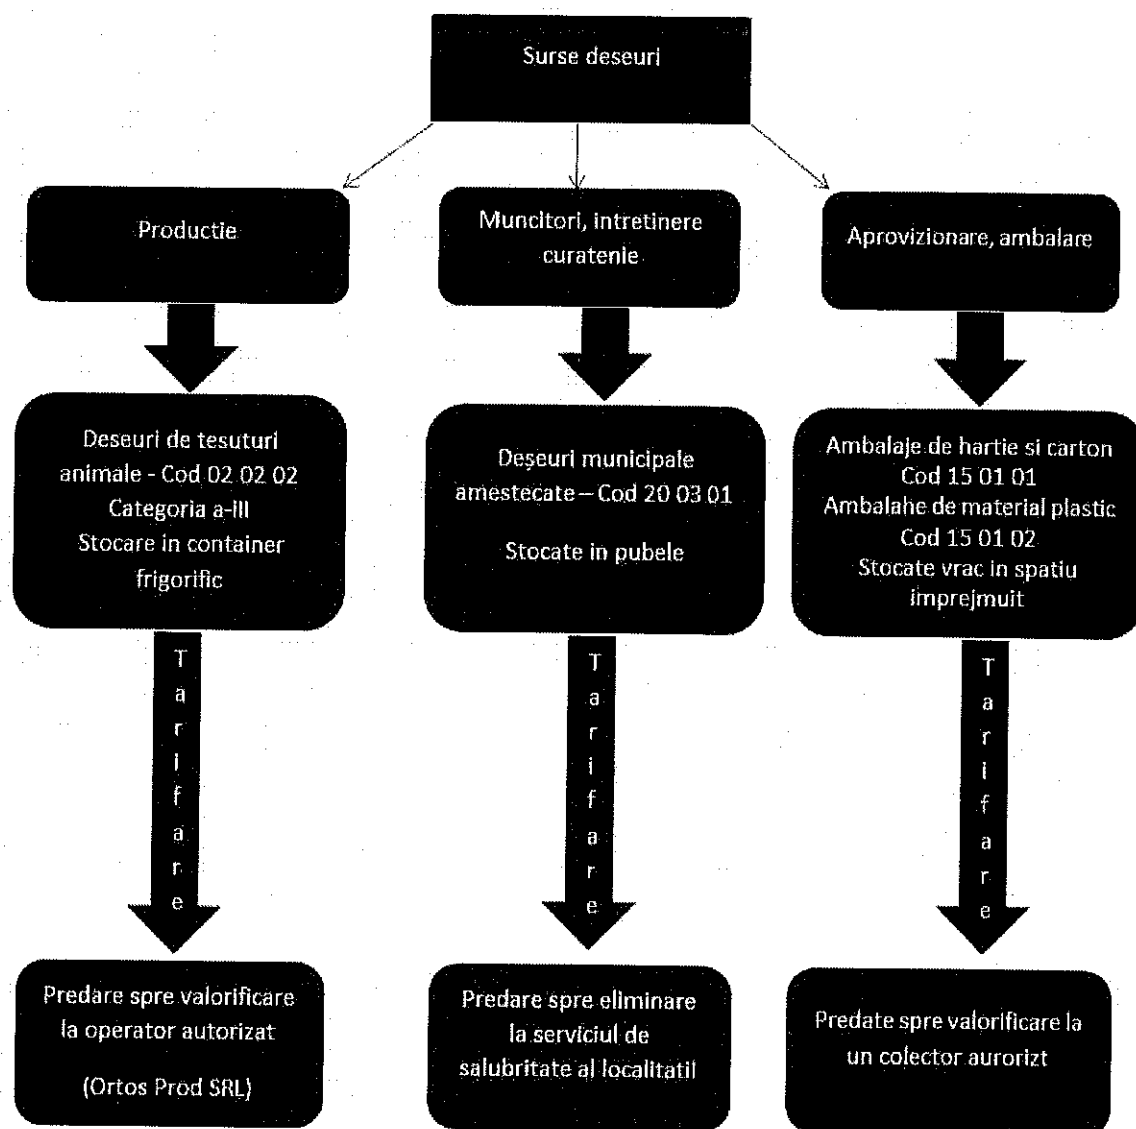 Surse deseuri
Productie
Muncitori, intretinere
curatenie
Aprovizionare, ambalare
Deseuri de tesuturi
animale - Cod 02 02 02
Categoria a-III
Stocare in container
frigorific
Deșeuri municipale
amestecate – Cod 20 03 01
Stocate in pubele
Ambalaje de hartie si carton
Cod 15 01 01
Ambalahe de material plastic
Cod 15 01 02
Stocate vrac in spatiu
imprejmuit
Tarifare
Tarifare
Tarifare
Predare spre valorificare
la operator autorizat
(Ortos Prod SRL)
Predare spre eliminare
la serviciul de
salubritate al localitatii
Predate spre valorificare la
un colector aurorizt